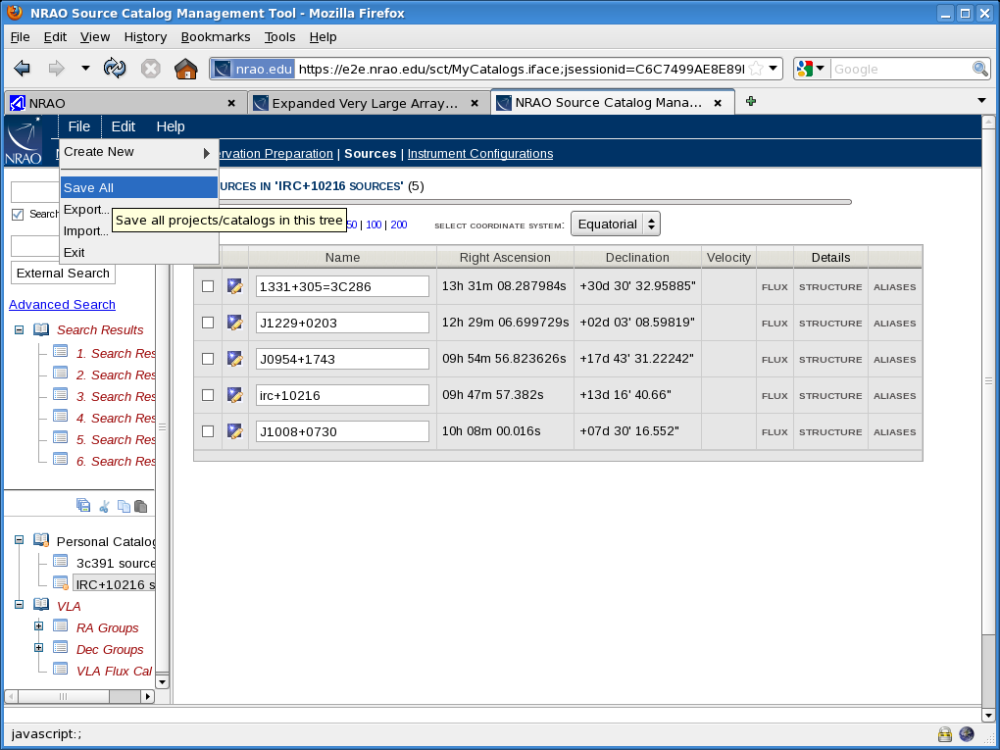 NRAO Source Catalog Management Tool - Mozilla Firefox
File Edit View History Bookmarks Tools Help
nrao.edu https://e2e.nrao.edu/sct/MyCatalogs.iface;jsessionid=C6C7499AE8E89I Google
NRAO Expanded Very Large Array... NRAO Source Catalog Mana...
NRAO File Edit Help
rvation Preparation | Sources | Instrument Configurations
Create New
Save All
Export...
Import...
Exit
Save all projects/catalogs in this tree
URCES IN 'IRC+10216 SOURCES' (5)
50 | 100 | 200 SELECT COORDINATE SYSTEM: Equatorial
Search
External Search
Advanced Search
Search Results
1. Search Res
2. Search Res
3. Search Res
4. Search Res
5. Search Res
6. Search Res
Personal Catalog
3c391 source
IRC+10216 s
VLA
RA Groups
Dec Groups
VLA Flux Cal
Name Right Ascension Declination Velocity Details
1331+305=3C286 13h 31m 08.287984s +30d 30' 32.95885" FLUX STRUCTURE ALIASES
J1229+0203 12h 29m 06.699729s +02d 03' 08.59819" FLUX STRUCTURE ALIASES
J0954+1743 09h 54m 56.823626s +17d 43' 31.22242" FLUX STRUCTURE ALIASES
irc+10216 09h 47m 57.382s +13d 16' 40.66" FLUX STRUCTURE ALIASES
J1008+0730 10h 08m 00.016s +07d 30' 16.552" FLUX STRUCTURE ALIASES
javascript:;